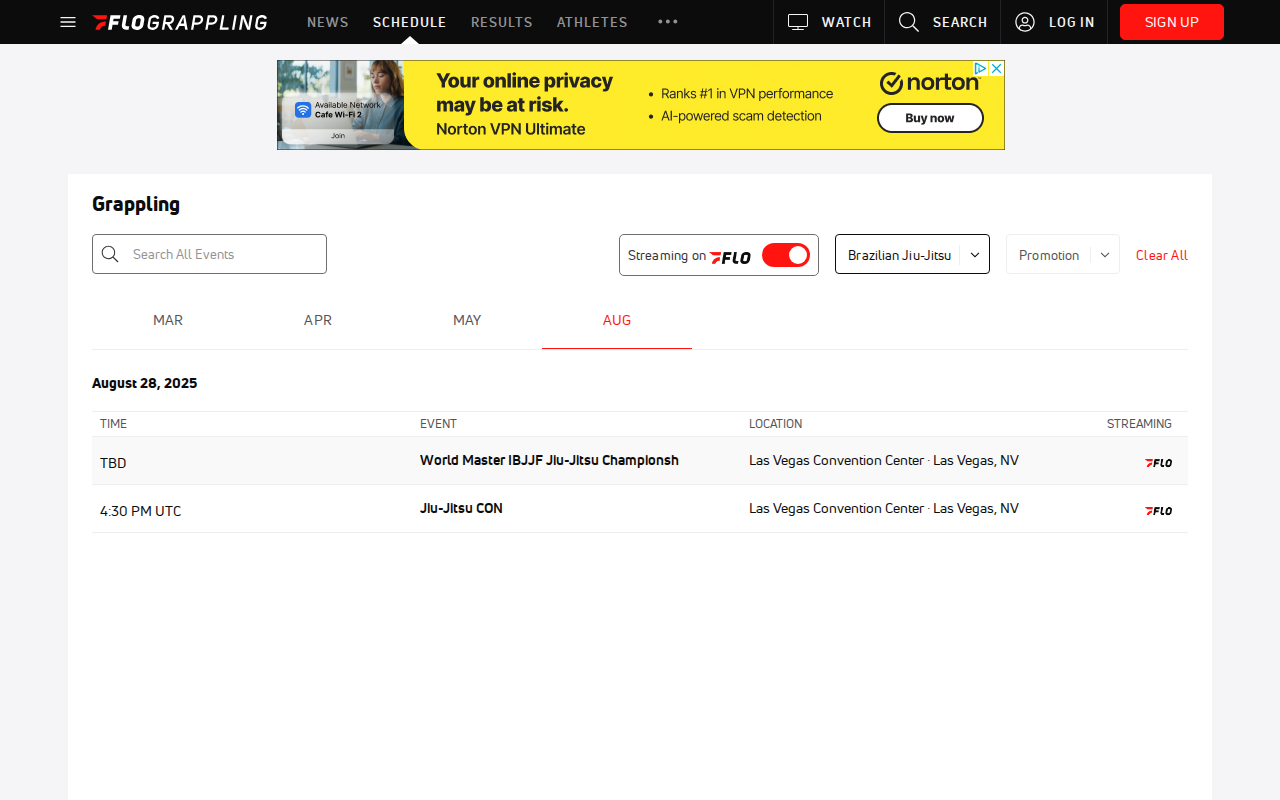 FLOGRAPPLING NEWS SCHEDULE RESULTS ATHLETES ••• WATCH SEARCH LOG IN SIGN UP
Available Network
Cafe Wi-Fi 2
Join
Your online privacy
may be at risk.
Norton VPN Ultimate
• Ranks #1 in VPN performance
• AI-powered scam detection
norton
Buy now
Grappling
Search All Events
Streaming on FLO
Brazilian Jiu-Jitsu
Promotion
Clear All
MAR APR MAY AUG
August 28, 2025
TIME EVENT LOCATION STREAMING
TBD World Master IBJJF Jiu-Jitsu Championsh Las Vegas Convention Center · Las Vegas, NV FLO
4:30 PM UTC Jiu-Jitsu CON Las Vegas Convention Center · Las Vegas, NV FLO